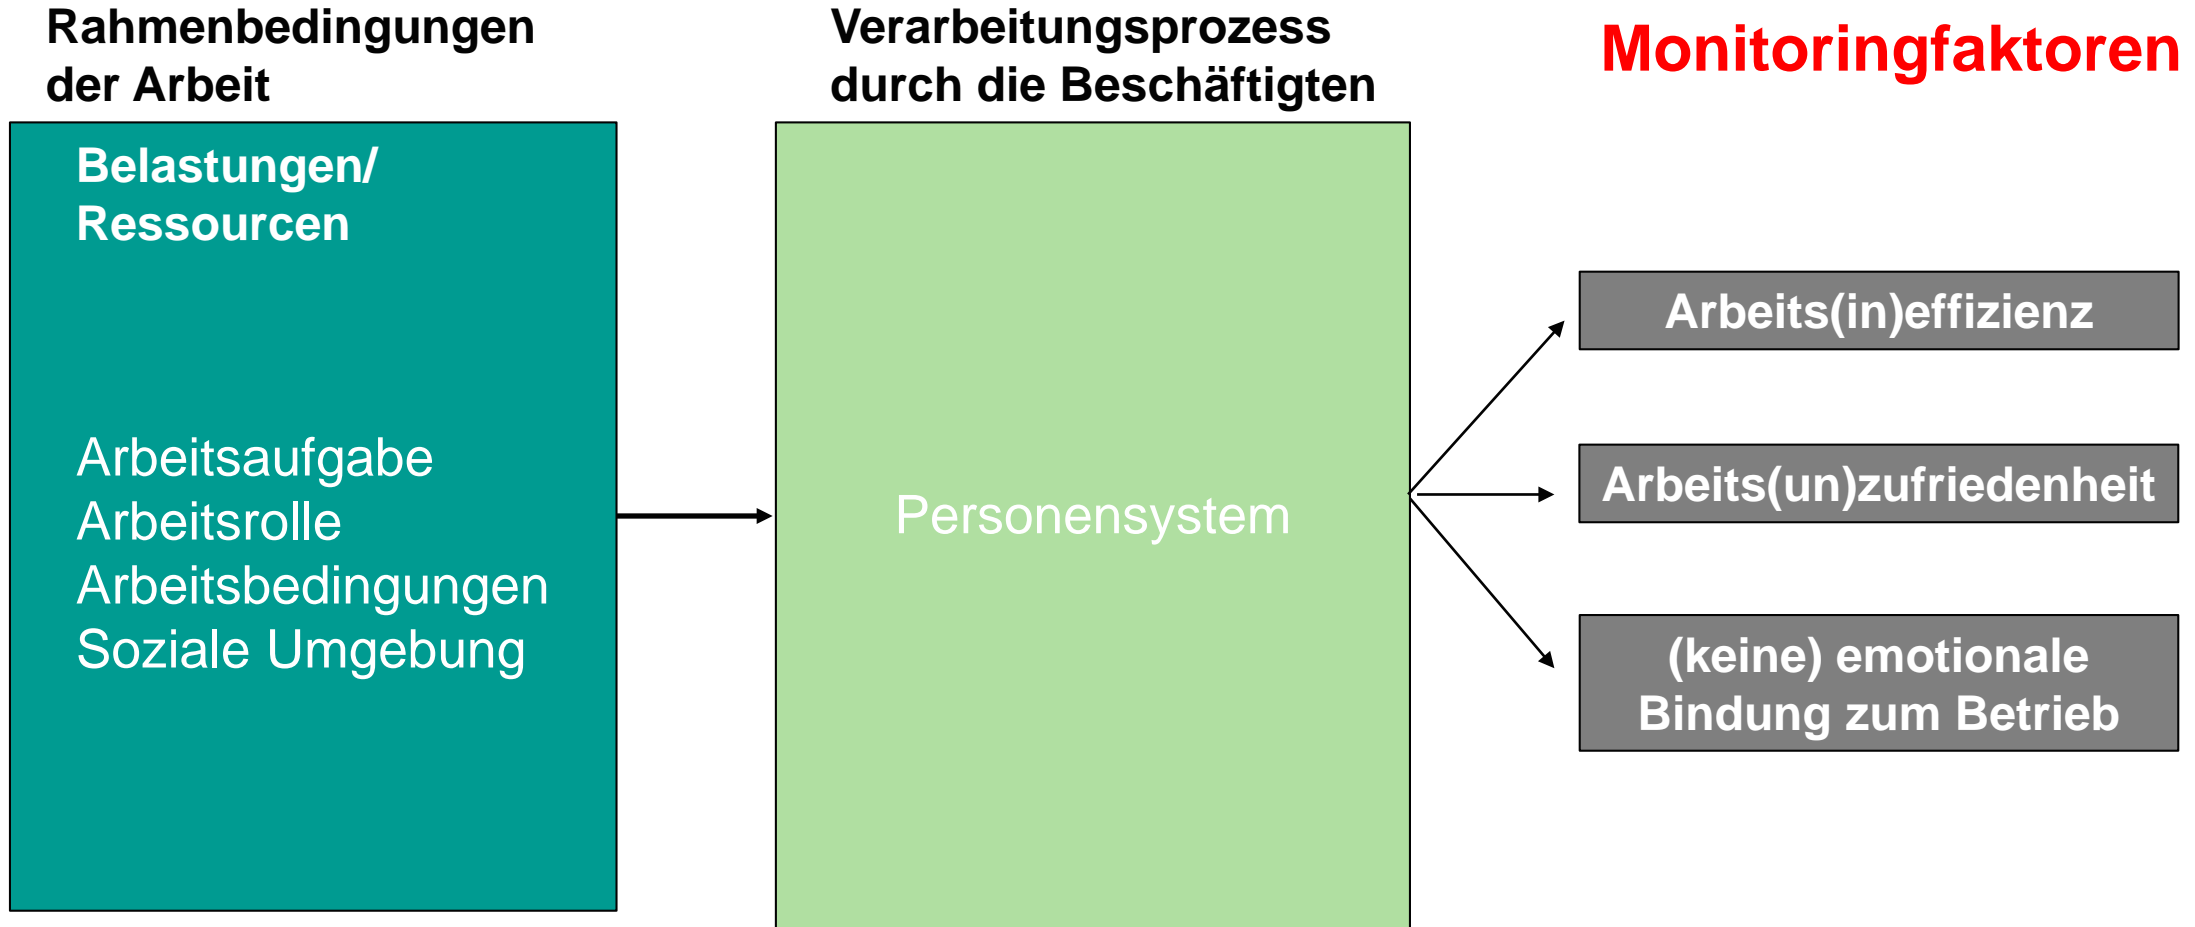 Rahmenbedingungen
der Arbeit
Belastungen/
Ressourcen
Arbeitsaufgabe
Arbeitsrolle
Arbeitsbedingungen
Soziale Umgebung
Verarbeitungsprozess
durch die Beschäftigten
Personensystem
Monitoringfaktoren
Arbeits(in)effizienz
Arbeits(un)zufriedenheit
(keine) emotionale
Bindung zum Betrieb